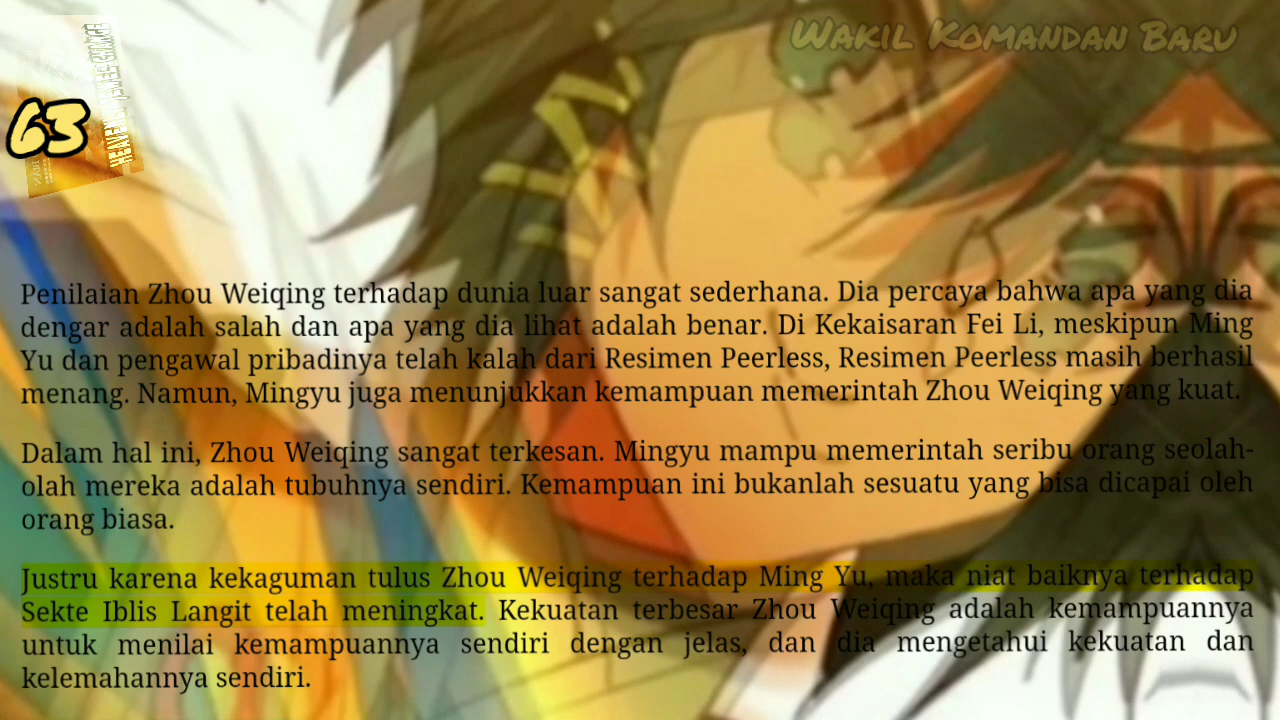 Wakil Komandan Baru
63
HEAVENLY JEWEL CHANGE
Penilaian Zhou Weiqing terhadap dunia luar sangat sederhana. Dia percaya bahwa apa yang dia
dengar adalah salah dan apa yang dia lihat adalah benar. Di Kekaisaran Fei Li, meskipun Ming
Yu dan pengawal pribadinya telah kalah dari Resimen Peerless, Resimen Peerless masih berhasil
menang. Namun, Mingyu juga menunjukkan kemampuan memerintah Zhou Weiqing yang kuat.
Dalam hal ini, Zhou Weiqing sangat terkesan. Mingyu mampu memerintah seribu orang seolah-
olah mereka adalah tubuhnya sendiri. Kemampuan ini bukanlah sesuatu yang bisa dicapai oleh
orang biasa.
Justru karena kekaguman tulus Zhou Weiqing terhadap Ming Yu, maka niat baiknya terhadap
Sekte Iblis Langit telah meningkat. Kekuatan terbesar Zhou Weiqing adalah kemampuannya
untuk menilai kemampuannya sendiri dengan jelas, dan dia mengetahui kekuatan dan
kelemahannya sendiri.